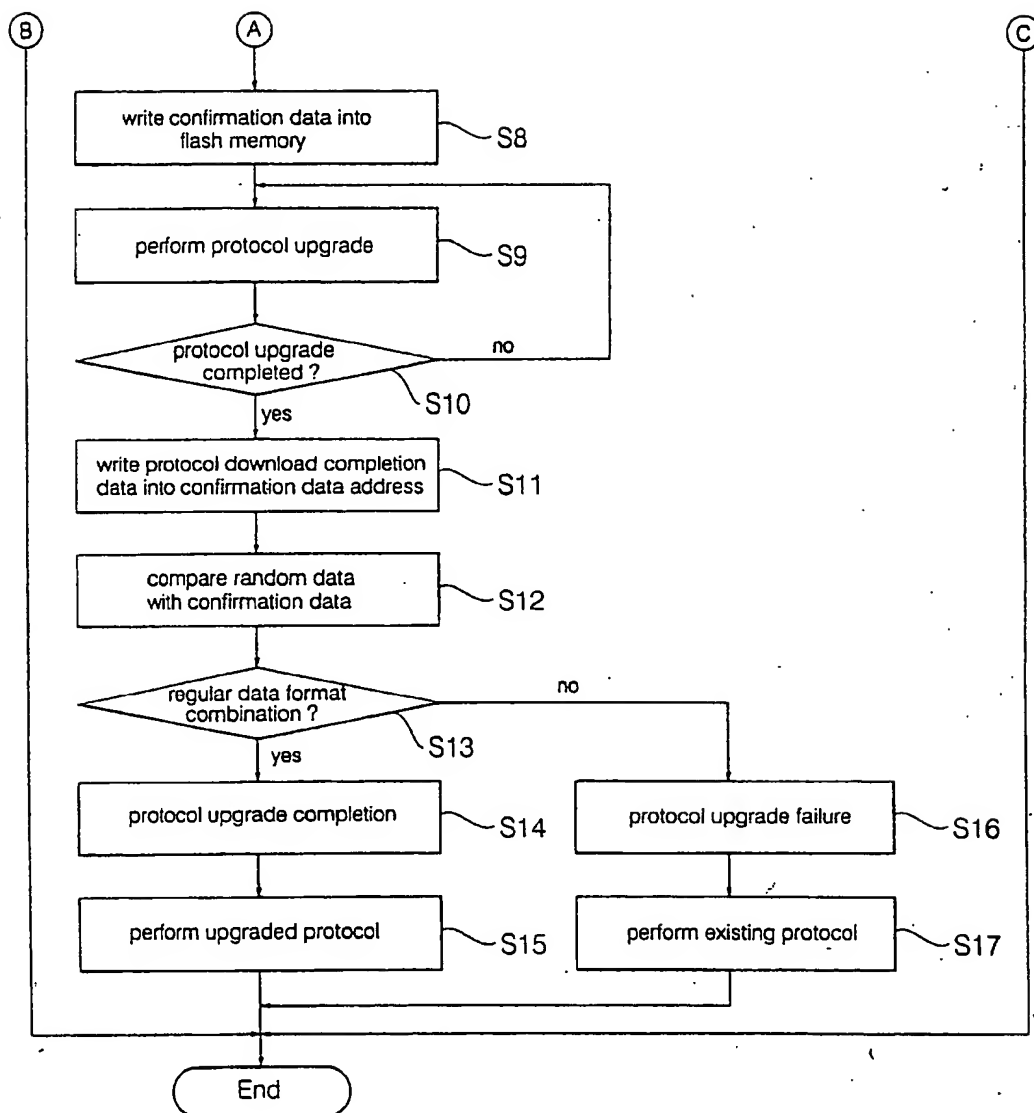 B
A
C
write confirmation data into
flash memory
S8
perform protocol upgrade
S9
protocol upgrade
completed ?
no
S10
yes
write protocol download completion
data into confirmation data address
S11
compare random data
with confirmation data
S12
regular data format
combination ?
no
S13
yes
protocol upgrade completion
S14
protocol upgrade failure
S16
perform upgraded protocol
S15
perform existing protocol
S17
End